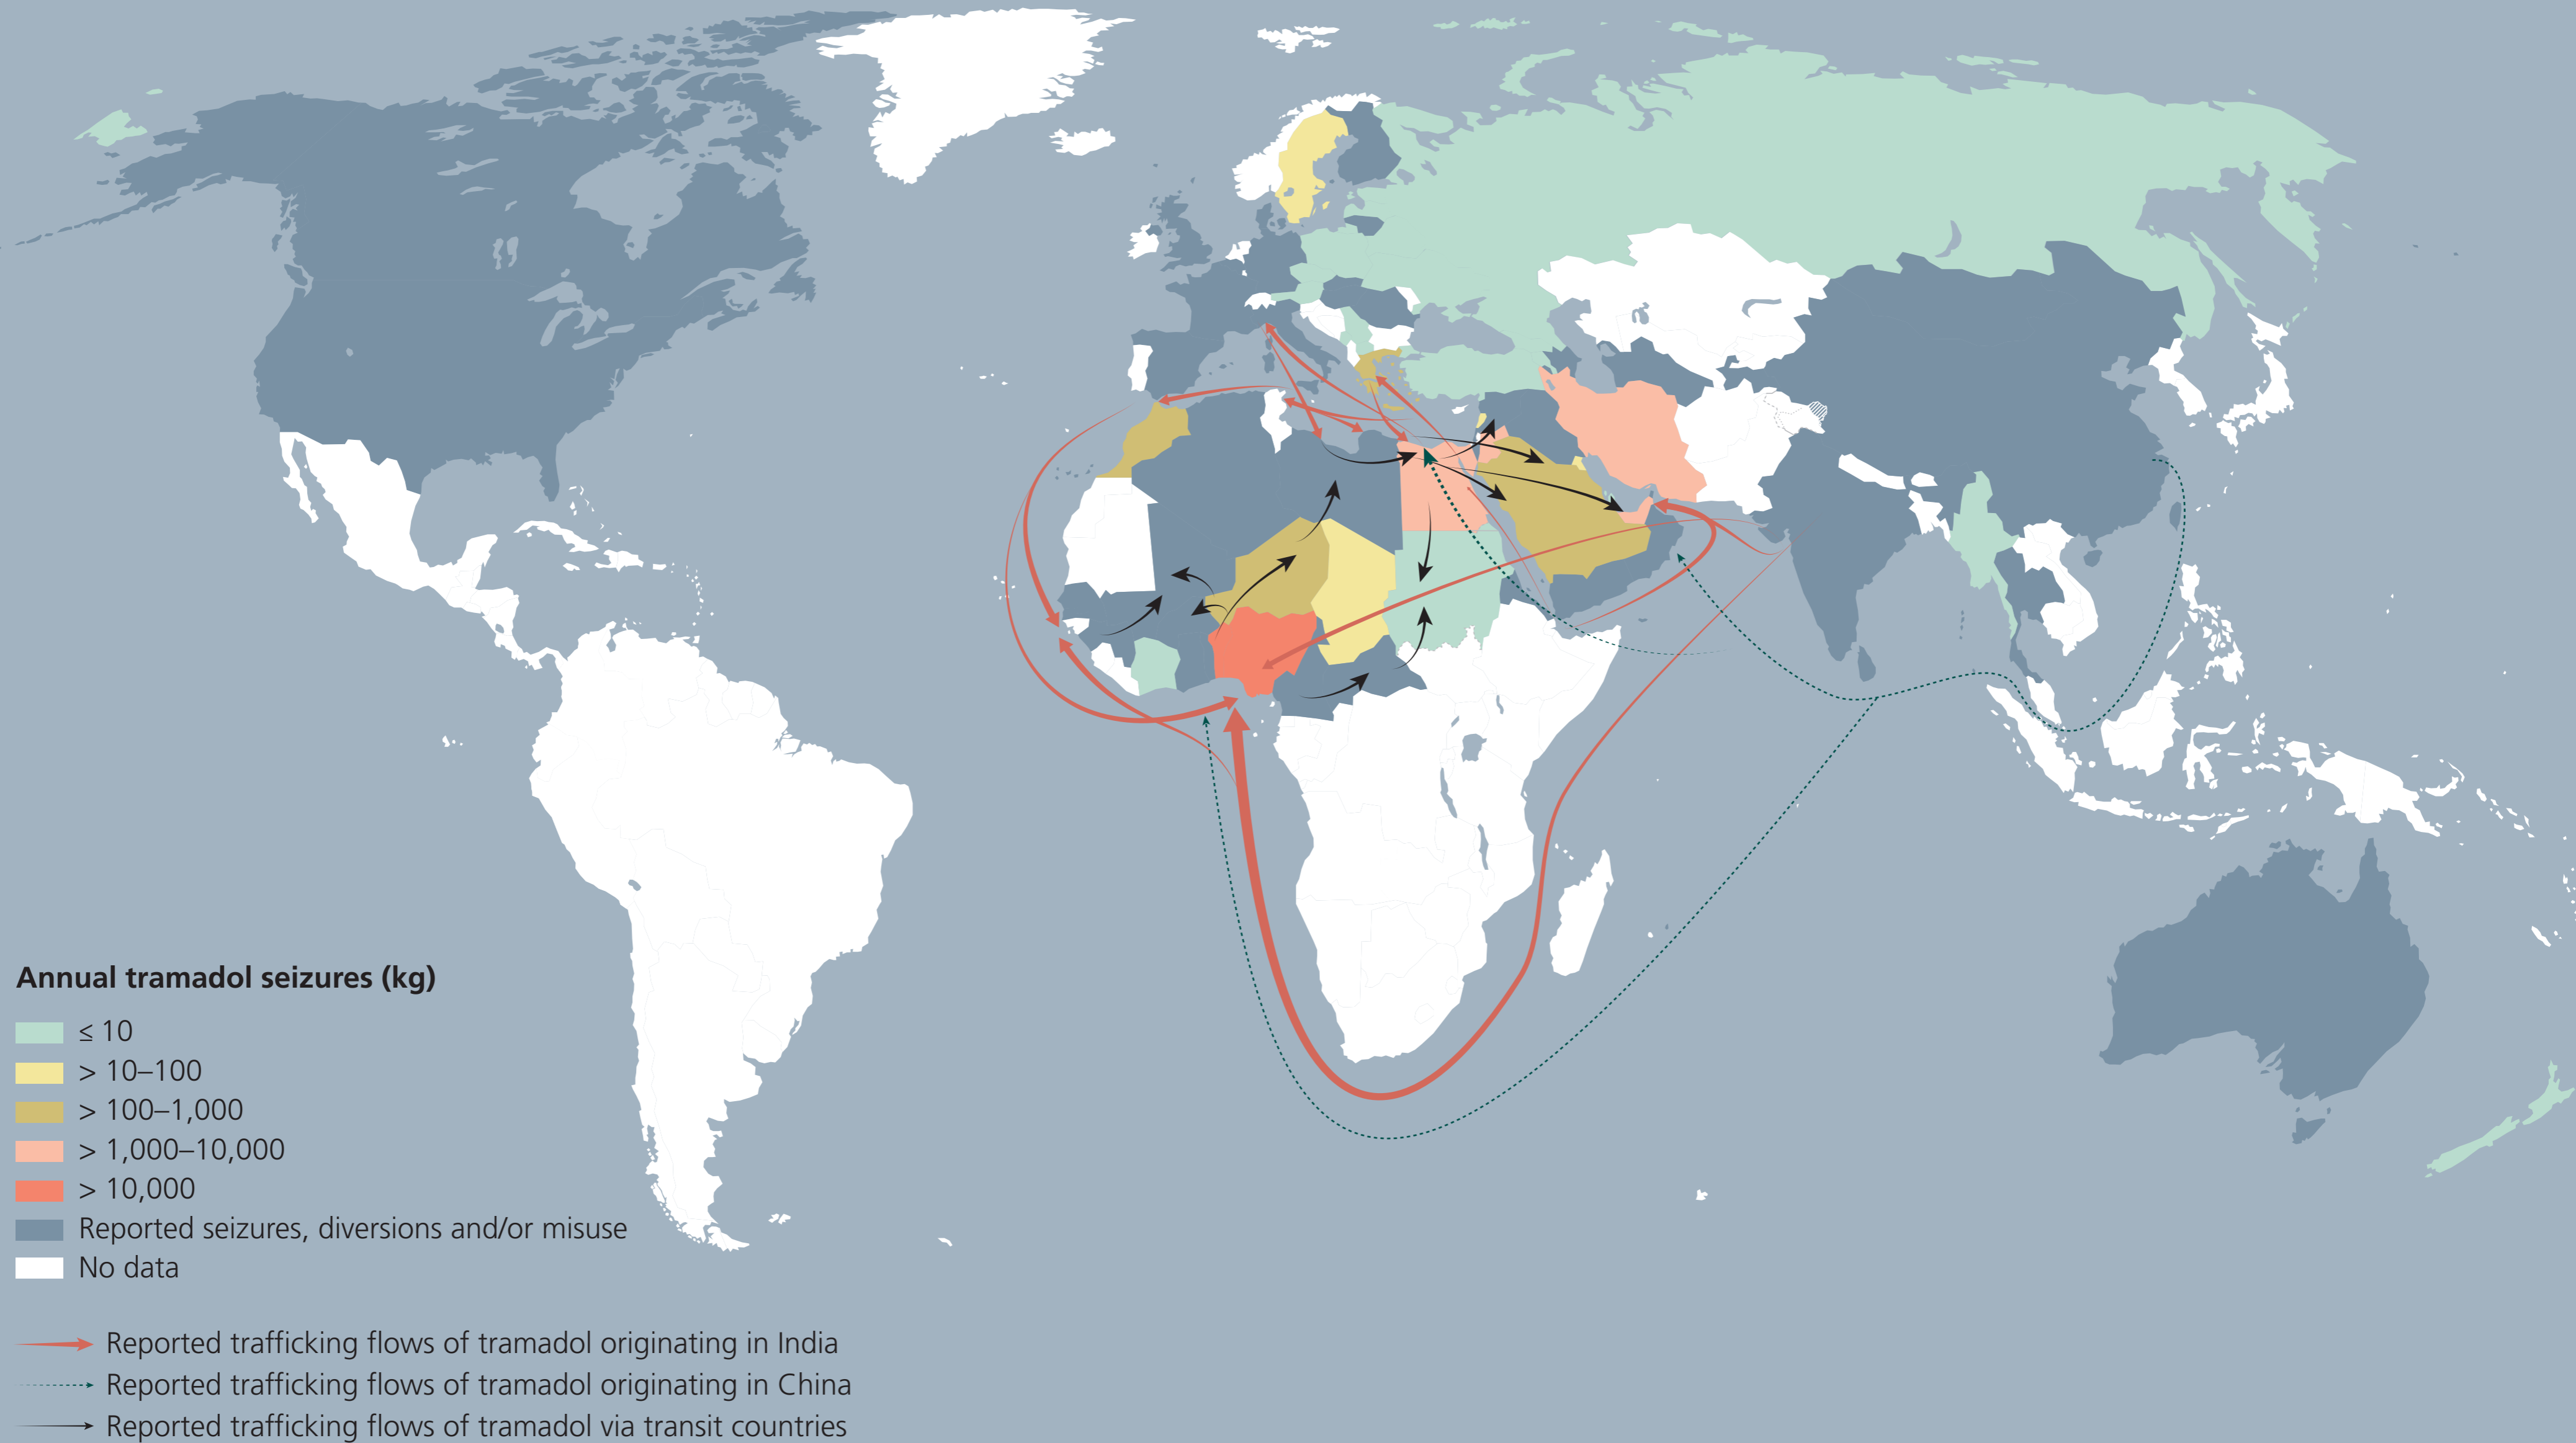 Annual tramadol seizures (kg)
≤ 10
> 10–100
> 100–1,000
> 1,000–10,000
> 10,000
Reported seizures, diversions and/or misuse
No data
Reported trafficking flows of tramadol originating in India
Reported trafficking flows of tramadol originating in China
Reported trafficking flows of tramadol via transit countries